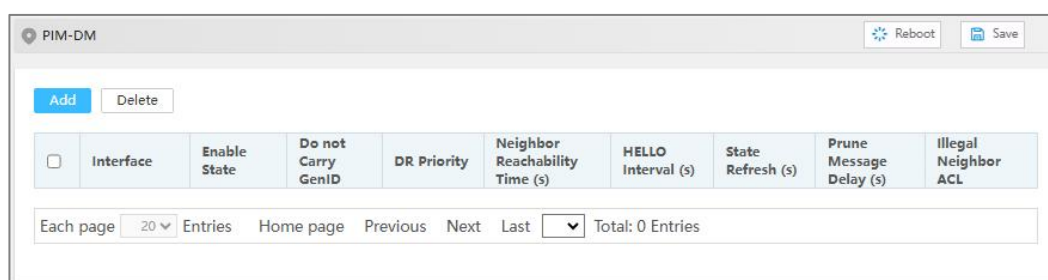 PIM-DM Reboot Save
Add Delete
Interface Enable State Do not Carry GenID DR Priority Neighbor Reachability Time (s) HELLO Interval (s) State Refresh (s) Prune Message Delay (s) Illegal Neighbor ACL
Each page 20 Entries Home page Previous Next Last Total: 0 Entries